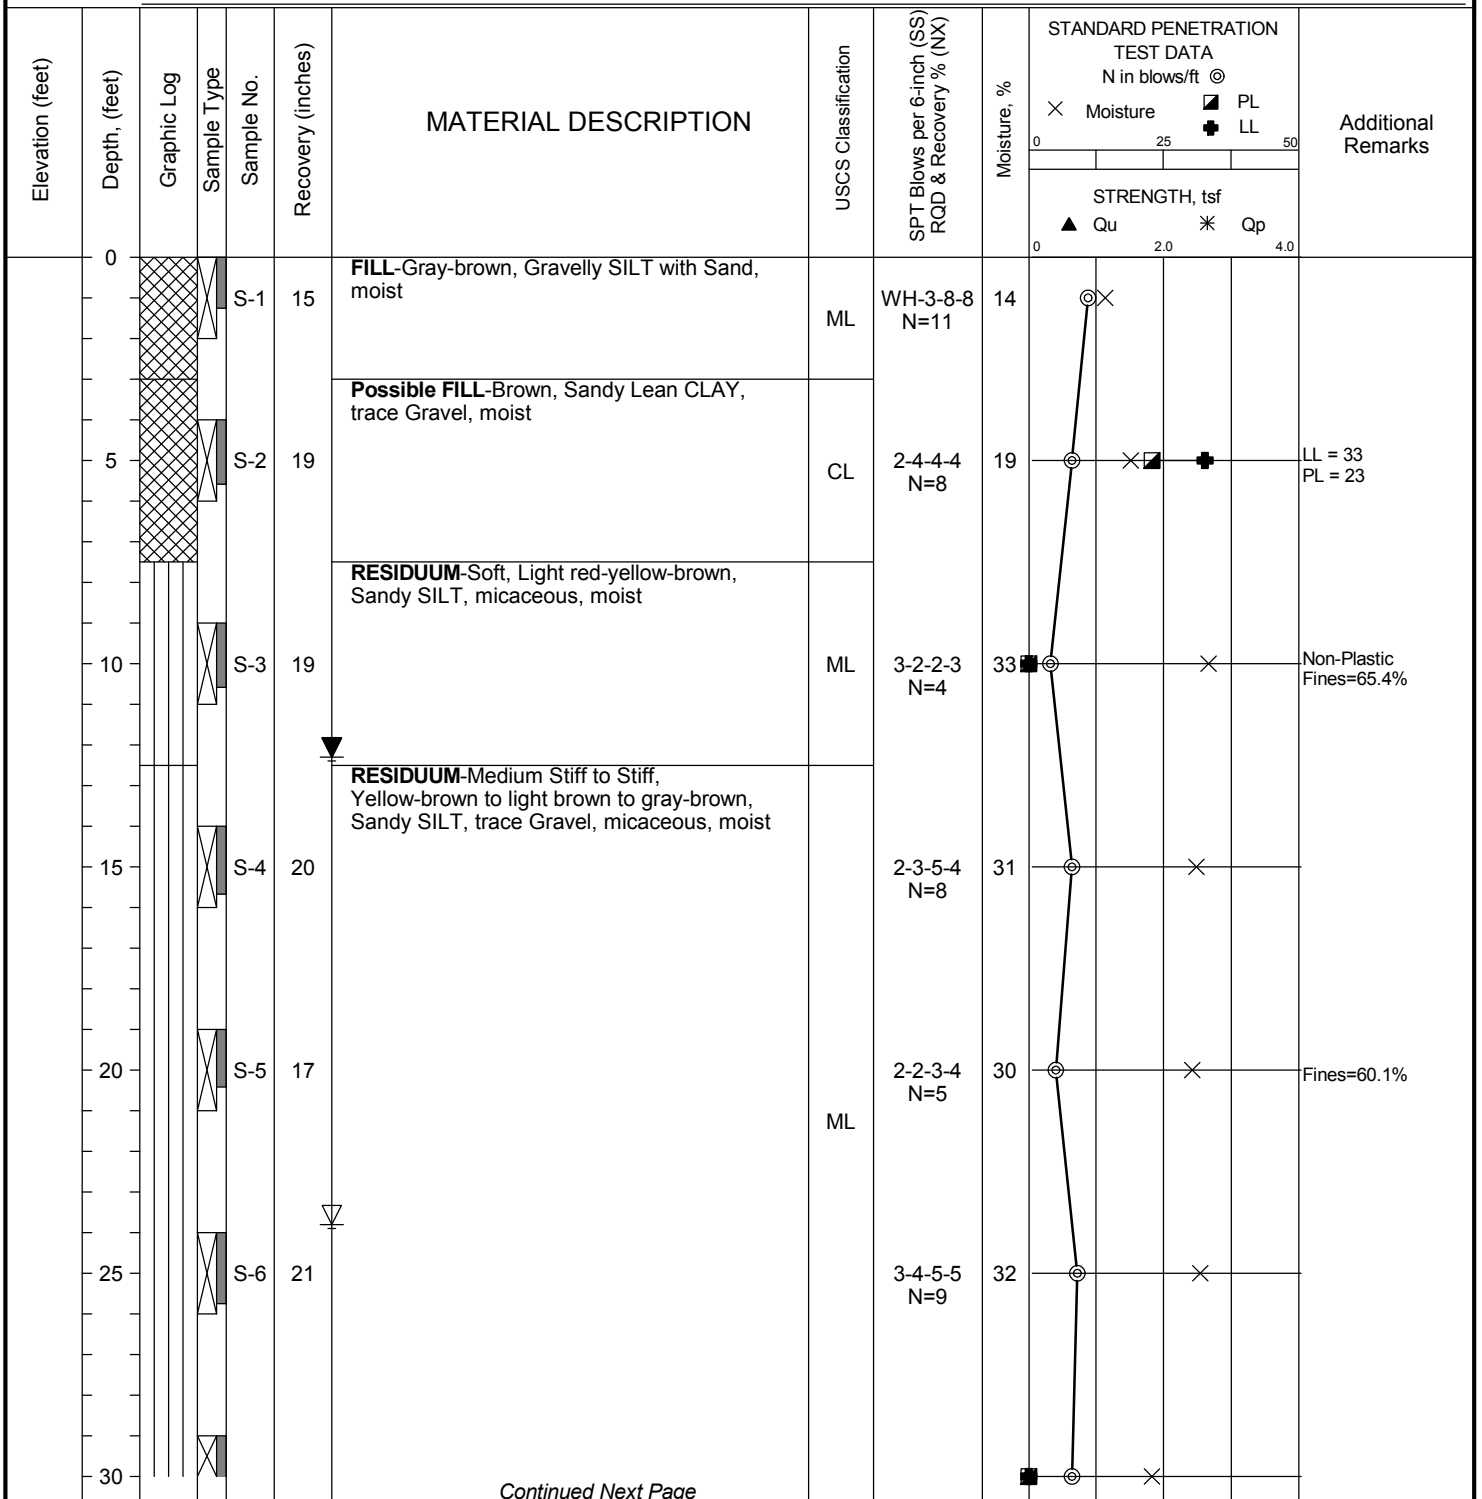 Elevation (feet)
Depth, (feet)
Graphic Log
Sample Type
Sample No.
Recovery (inches)
MATERIAL DESCRIPTION
USCS Classification
SPT Blows per 6-inch (SS)
RQD & Recovery % (NX)
Moisture, %
STANDARD PENETRATION
TEST DATA
N in blows/ft
Moisture
PL
LL
0 25 50
STRENGTH, tsf
Qu Qp
0 2.0 4.0
Additional
Remarks
0
FILL-Gray-brown, Gravelly SILT with Sand,
moist
S-1 15
ML
WH-3-8-8
N=11
14
Possible FILL-Brown, Sandy Lean CLAY,
trace Gravel, moist
5
S-2 19
CL
2-4-4-4
N=8
19
LL = 33
PL = 23
RESIDUUM-Soft, Light red-yellow-brown,
Sandy SILT, micaceous, moist
10
S-3 19
ML
3-2-2-3
N=4
33
Non-Plastic
Fines=65.4%
RESIDUUM-Medium Stiff to Stiff,
Yellow-brown to light brown to gray-brown,
Sandy SILT, trace Gravel, micaceous, moist
15
S-4 20
2-3-5-4
N=8
31
20
S-5 17
2-2-3-4
N=5
30
Fines=60.1%
ML
25
S-6 21
3-4-5-5
N=9
32
30
Continued Next Page